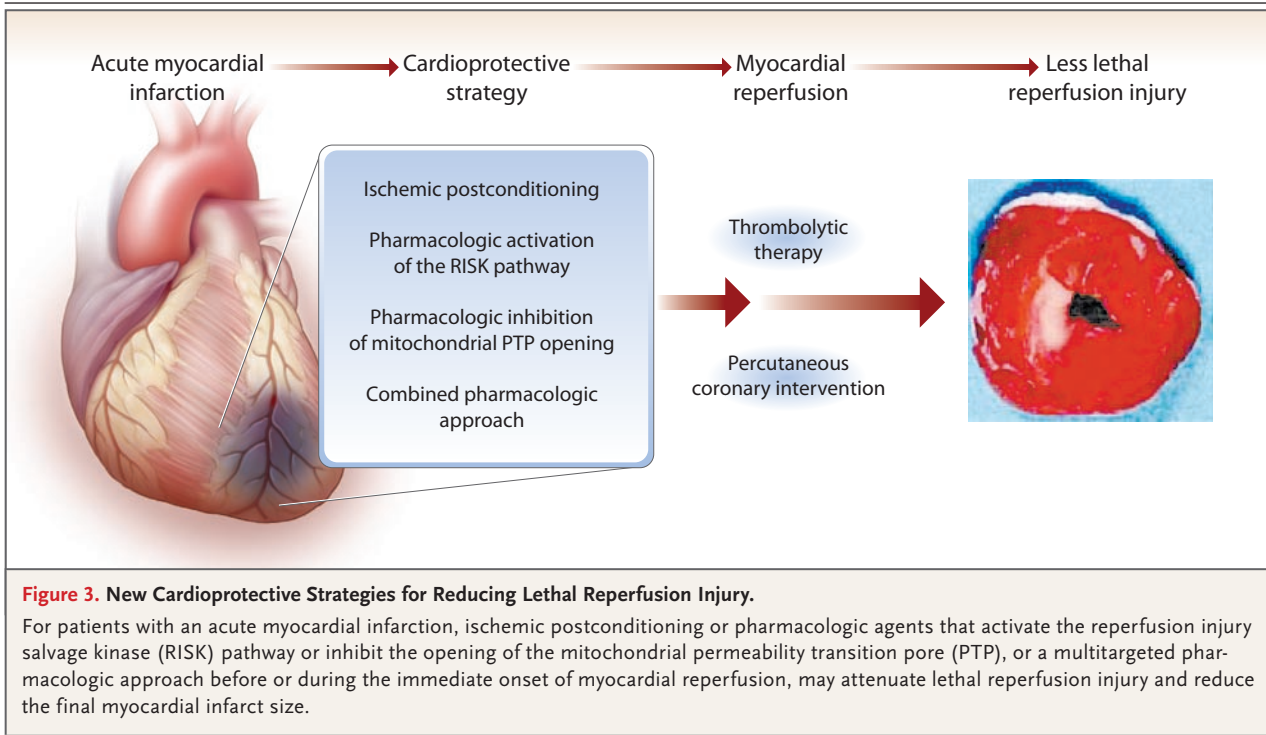 Acute myocardial
infarction
Cardioprotective
strategy
Myocardial
reperfusion
Less lethal
reperfusion injury
Ischemic postconditioning
Pharmacologic activation
of the RISK pathway
Pharmacologic inhibition
of mitochondrial PTP opening
Combined pharmacologic
approach
Thrombolytic
therapy
Percutaneous
coronary intervention
Figure 3. New Cardioprotective Strategies for Reducing Lethal Reperfusion Injury.
For patients with an acute myocardial infarction, ischemic postconditioning or pharmacologic agents that activate the reperfusion injury
salvage kinase (RISK) pathway or inhibit the opening of the mitochondrial permeability transition pore (PTP), or a multitargeted phar-
macologic approach before or during the immediate onset of myocardial reperfusion, may attenuate lethal reperfusion injury and reduce
the final myocardial infarct size.